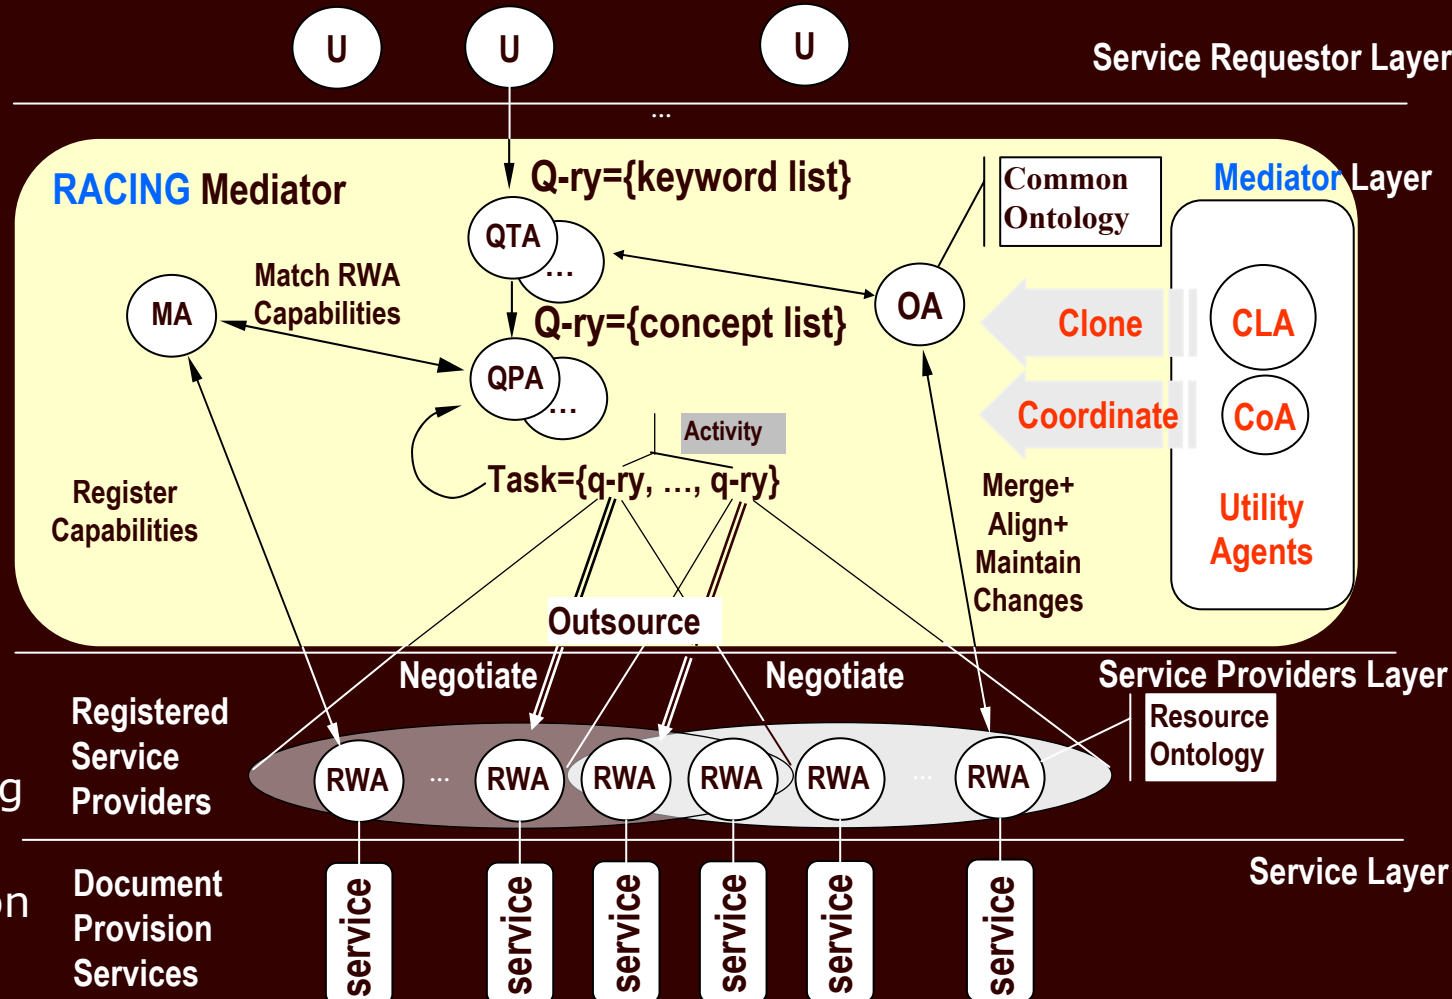 U
U
U
Service Requestor Layer
...
RACING Mediator
Q-ry={keyword list}
Common
Ontology
Mediator Layer
QTA
...
Match RWA
Capabilities
MA
OA
Clone
CLA
Q-ry={concept list}
QPA
...
Coordinate
CoA
Activity
Task={q-ry, ..., q-ry}
Register
Capabilities
Merge+
Align+
Maintain
Changes
Utility
Agents
Outsource
Negotiate
Negotiate
Service Providers Layer
Registered
Service
Providers
g
Resource
Ontology
RWA
...
RWA
RWA
RWA
RWA
...
RWA
Service Layer
on
Document
Provision
Services
service
service
service
service
service
service